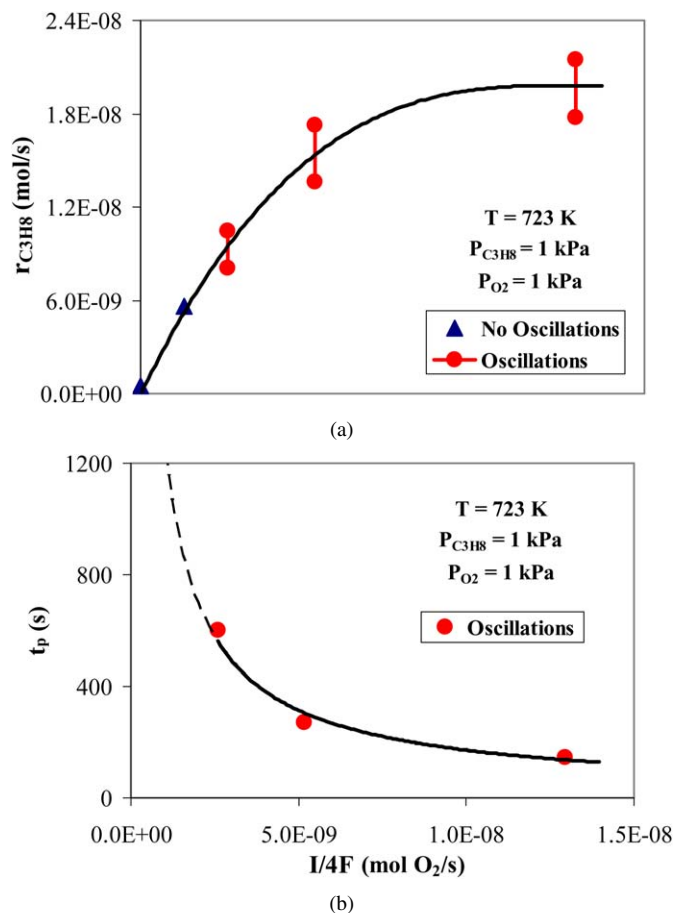 2.4E-08
1.8E-08
1.2E-08
6.0E-09
0.0E+00
rC3H8 (mol/s)
T = 723 K
PC3H8 = 1 kPa
PO2 = 1 kPa
No Oscillations
Oscillations
(a)
1200
800
400
0
tp (s)
T = 723 K
PC3H8 = 1 kPa
PO2 = 1 kPa
Oscillations
0.0E+00 5.0E-09 1.0E-08 1.5E-08
I/4F (mol O2/s)
(b)